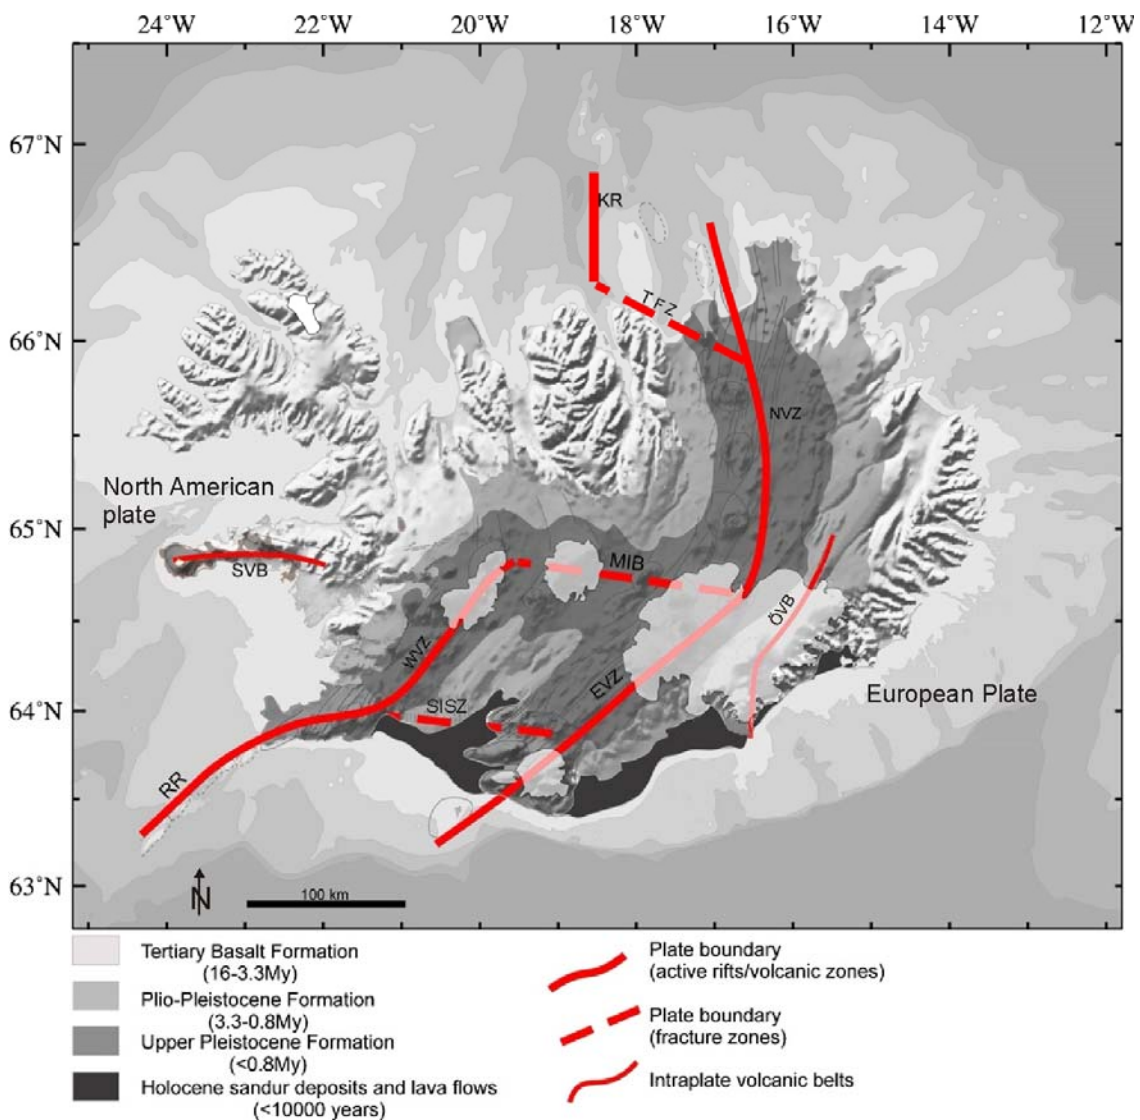 24°W 22°W 20°W 18°W 16°W 14°W 12°W
67°N
KR
TFZ
66°N
NVZ
North American
plate
65°N
SVB
MIB
ÖVB
WVZ
EVZ
European Plate
64°N
SISZ
RR
63°N
N
100 km
Tertiary Basalt Formation
(16-3.3My)
Plio-Pleistocene Formation
(3.3-0.8My)
Upper Pleistocene Formation
(<0.8My)
Holocene sandur deposits and lava flows
(<10000 years)
Plate boundary
(active rifts/volcanic zones)
Plate boundary
(fracture zones)
Intraplate volcanic belts